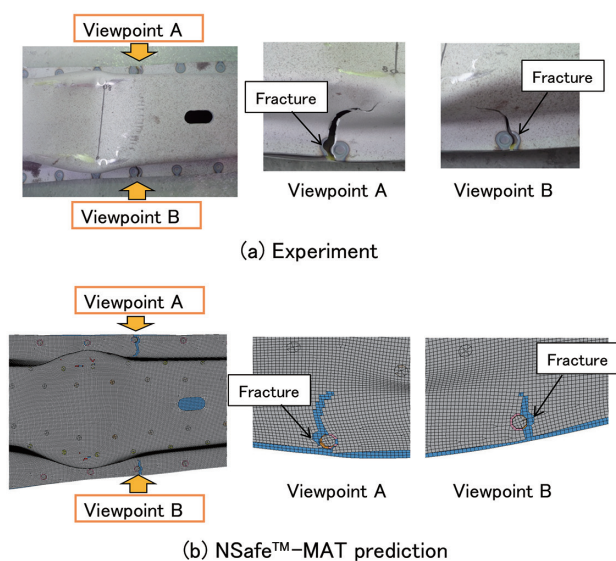 Viewpoint A
Viewpoint B
Fracture
Viewpoint A
Fracture
Viewpoint B
(a) Experiment
Viewpoint A
Viewpoint B
Fracture
Viewpoint A
Fracture
Viewpoint B
(b) NSafe™-MAT prediction